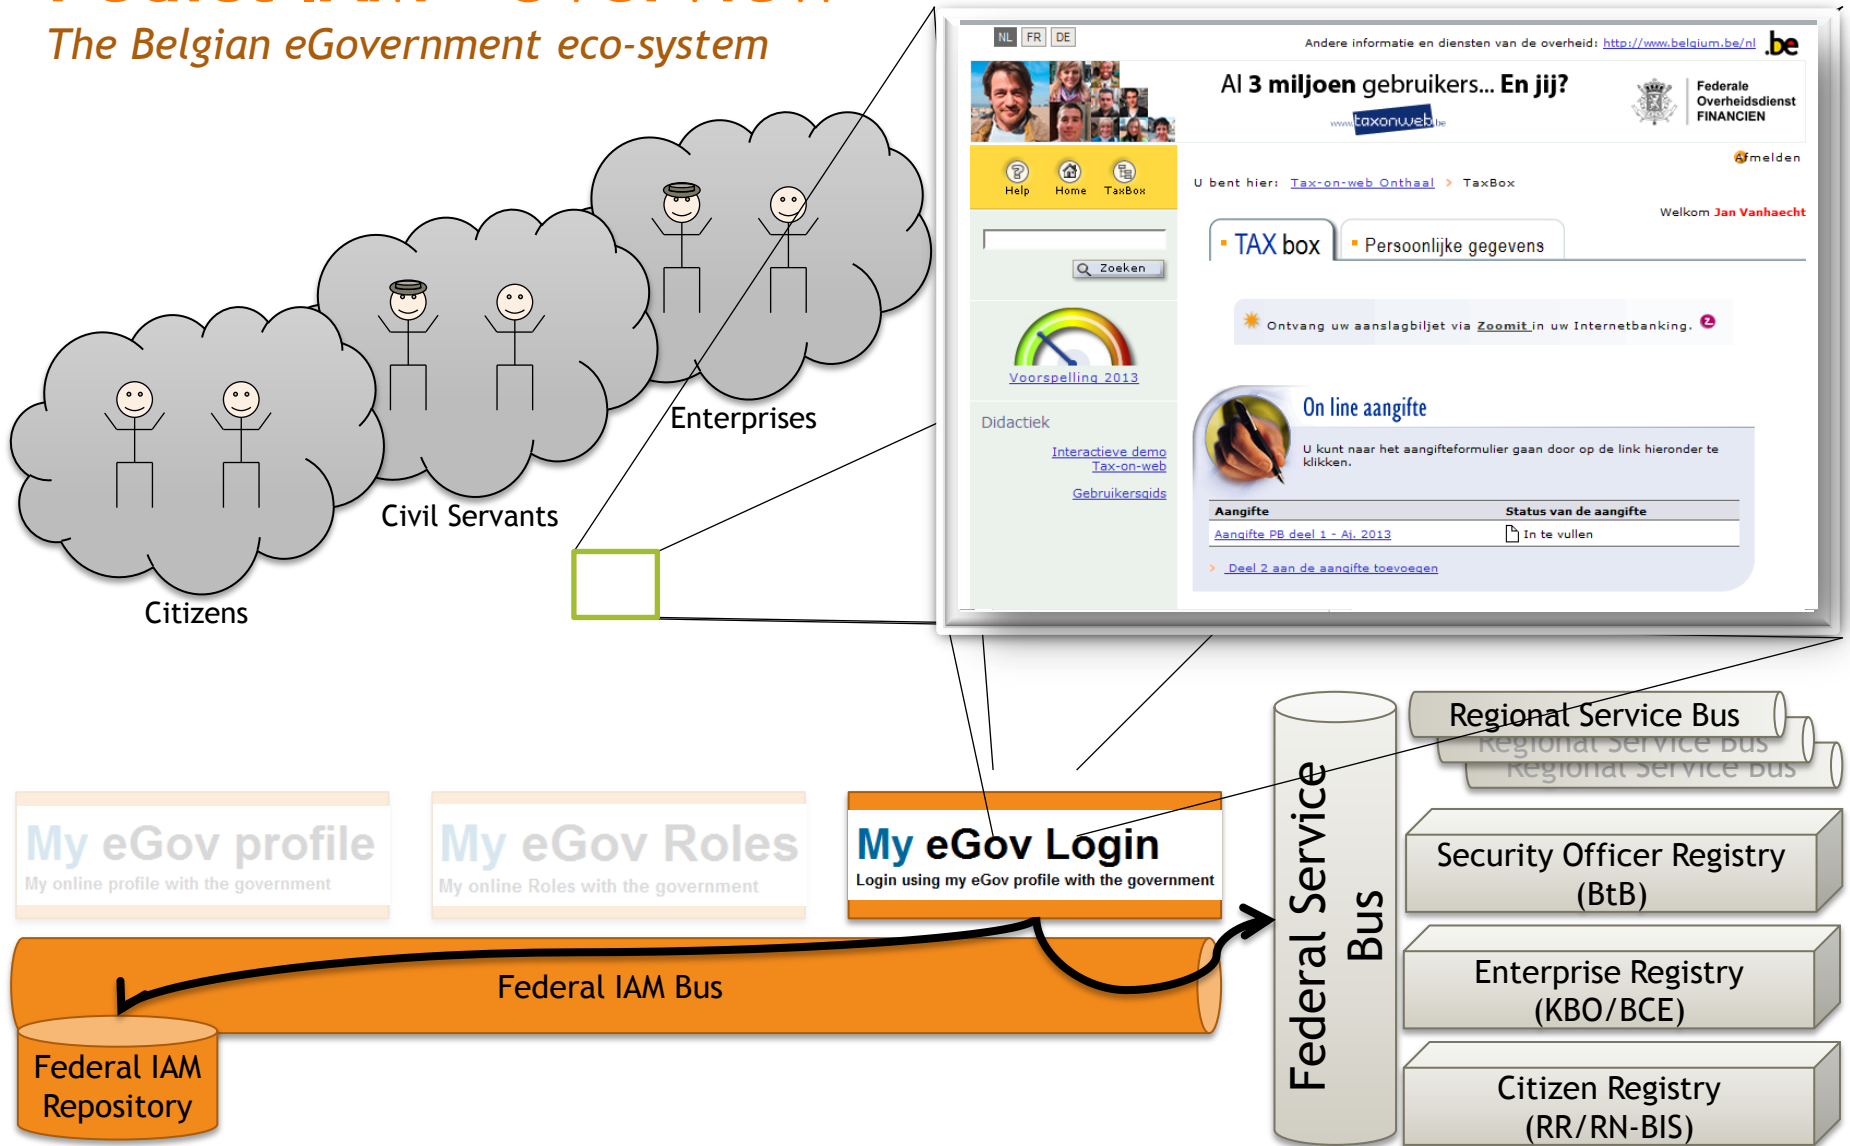 The Belgian eGovernment eco-system
Enterprises
Civil Servants
Citizens
NL FR DE
Andere informatie en diensten van de overheid: http://www.belgium.be/nl .be
Al 3 miljoen gebruikers... En jij?
www.taxonweb.be
Federale
Overheidsdienst
FINANCIEN
Afmelden
Help Home TaxBox
U bent hier: Tax-on-web Onthaal > TaxBox
Welkom Jan Vanhaecht
TAX box
Persoonlijke gegevens
Zoeken
Ontvang uw aanslagbiljet via Zoomit in uw Internetbanking.
Voorspelling 2013
Didactiek
Interactieve demo
Tax-on-web
Gebruikersgids
On line aangifte
U kunt naar het aangifteformulier gaan door op de link hieronder te
klikken.
Aangifte Status van de aangifte
Aangifte PB deel 1 - Aj. 2013 In te vullen
> Deel 2 aan de aangifte toevoegen
My eGov profile
My online profile with the government
My eGov Roles
My online Roles with the government
My eGov Login
Login using my eGov profile with the government
Federal IAM Bus
Federal IAM
Repository
Federal Service
Bus
Regional Service Bus
Regional Service Bus
Regional Service Bus
Security Officer Registry
(BtB)
Enterprise Registry
(KBO/BCE)
Citizen Registry
(RR/RN-BIS)